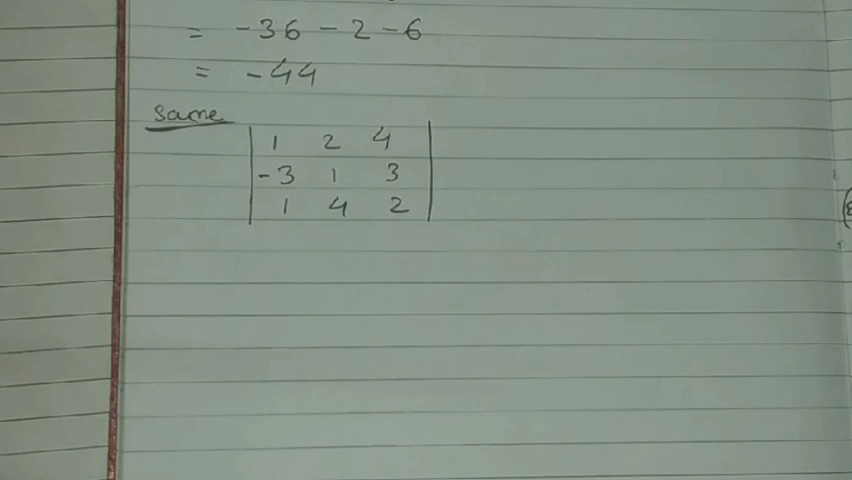 = -36 - 2 - 6
= -44
Same
| 1 2 4 |
| -3 1 3 |
| 1 4 2 |